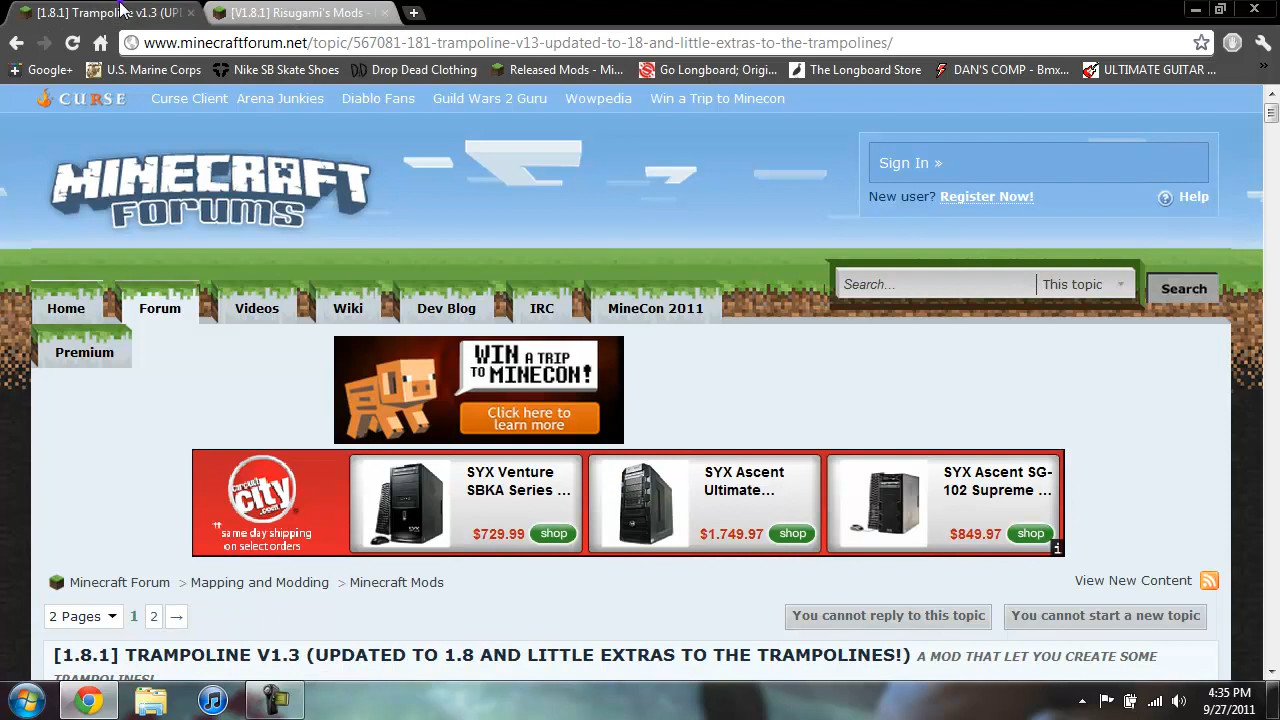 [1.8.1] Trampoline v1.3 (UPD
[V1.8.1] Risugami's Mods -
www.minecraftforum.net/topic/567081-181-trampoline-v13-updated-to-18-and-little-extras-to-the-trampolines/
Google+ U.S. Marine Corps Nike SB Skate Shoes Drop Dead Clothing Released Mods - Mi... Go Longboard; Origi... The Longboard Store DAN'S COMP - Bmx... ULTIMATE GUITAR ...
CURSE Curse Client Arena Junkies Diablo Fans Guild Wars 2 Guru Wowpedia Win a Trip to Minecon
MINECRAFT
FORUMS
Sign In »
New user? Register Now! Help
Search... This topic Search
Home Forum Videos Wiki Dev Blog IRC MineCon 2011
Premium
WIN A TRIP
TO MINECON!
Click here to
learn more
circuit
city.com
same day shipping
on select orders
SYX Venture
SBKA Series ...
$729.99 shop
SYX Ascent
Ultimate...
$1.749.97 shop
SYX Ascent SG-
102 Supreme ...
$849.97 shop
i
Minecraft Forum > Mapping and Modding > Minecraft Mods
View New Content
2 Pages 1 2 →
You cannot reply to this topic You cannot start a new topic
[1.8.1] TRAMPOLINE V1.3 (UPDATED TO 1.8 AND LITTLE EXTRAS TO THE TRAMPOLINES!) A MOD THAT LET YOU CREATE SOME
TRAMPOLINES!
4:35 PM
9/27/2011